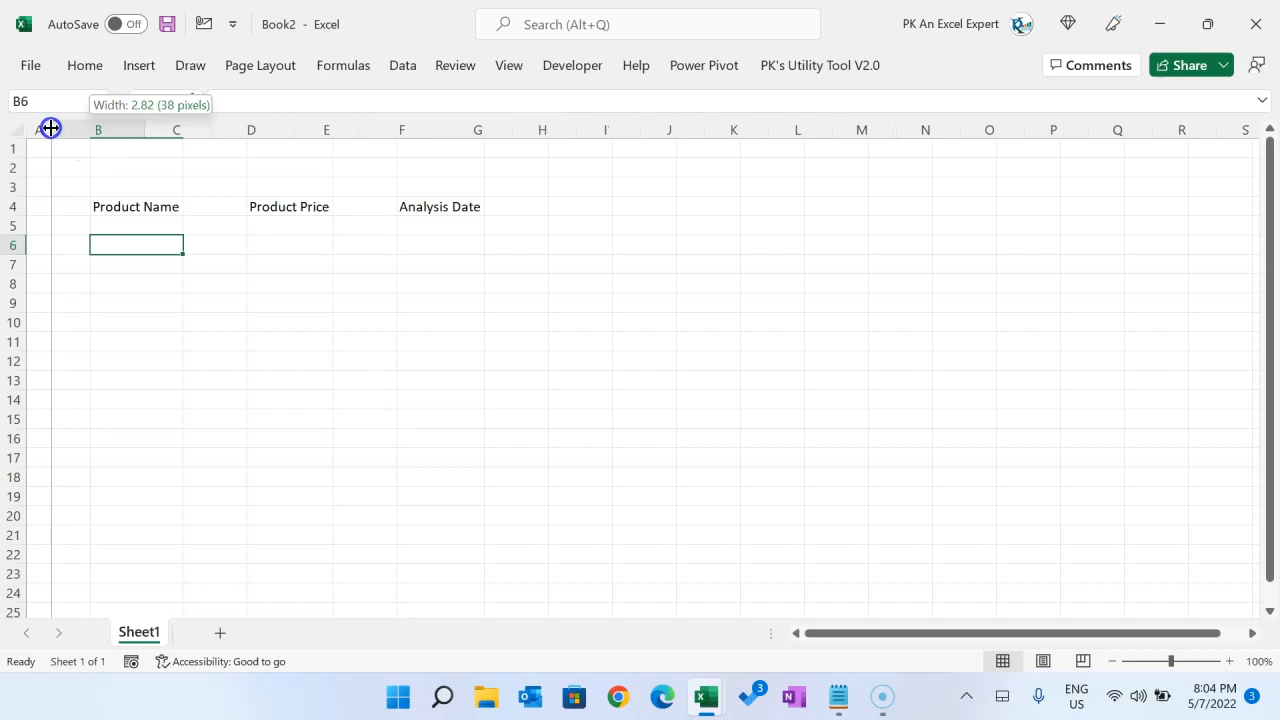 AutoSave Off Book2 - Excel Search (Alt+Q) PK An Excel Expert
File Home Insert Draw Page Layout Formulas Data Review View Developer Help Power Pivot PK's Utility Tool V2.0 Comments Share
B6 Width: 2.82 (38 pixels)
A B C D E F G H I J K L M N O P Q R S
1
2
3
4 Product Name Product Price Analysis Date
5
6
7
8
9
10
11
12
13
14
15
16
17
18
19
20
21
22
23
24
25
Sheet1
Ready Sheet 1 of 1 Accessibility: Good to go 100%
3 ENG 8:04 PM
US 5/7/2022 3